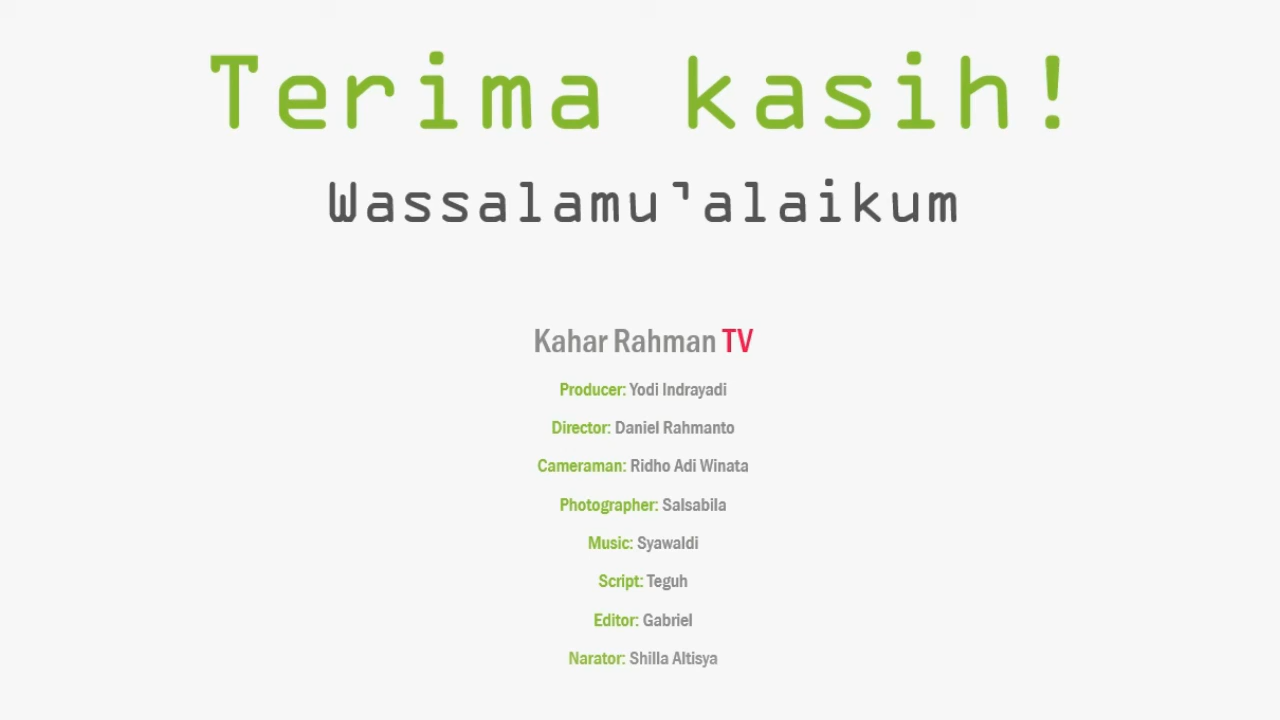 Terima kasih!
Wassalamu'alaikum
Kahar Rahman TV
Producer: Yodi Indrayadi
Director: Daniel Rahmanto
Cameraman: Ridho Adi Winata
Photographer: Salsabila
Music: Syawaldi
Script: Teguh
Editor: Gabriel
Narator: Shilla Altisya